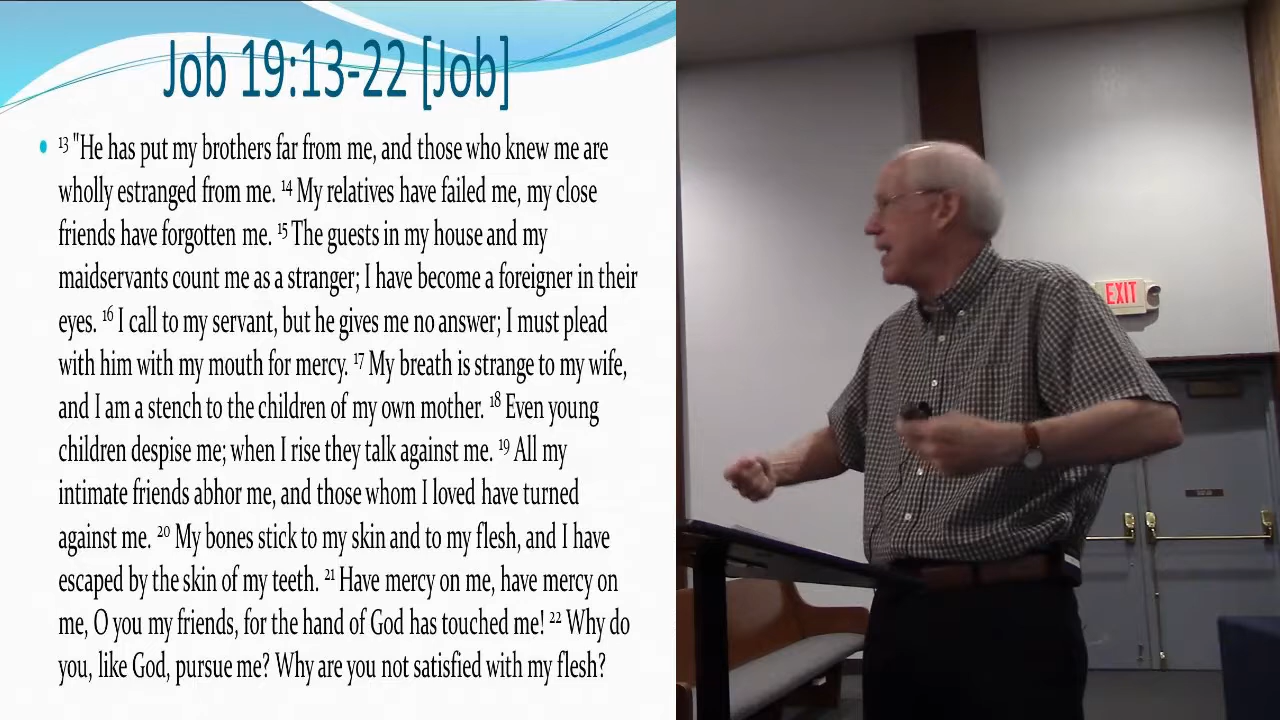 Job 19:13-22 [Job]
• ¹³ "He has put my brothers far from me, and those who knew me are
wholly estranged from me. ¹⁴ My relatives have failed me, my close
friends have forgotten me. ¹⁵ The guests in my house and my
maidservants count me as a stranger; I have become a foreigner in their
eyes. ¹⁶ I call to my servant, but he gives me no answer; I must plead
with him with my mouth for mercy. ¹⁷ My breath is strange to my wife,
and I am a stench to the children of my own mother. ¹⁸ Even young
children despise me; when I rise they talk against me. ¹⁹ All my
intimate friends abhor me, and those whom I loved have turned
against me. ²⁰ My bones stick to my skin and to my flesh, and I have
escaped by the skin of my teeth. ²¹ Have mercy on me, have mercy on
me, O you my friends, for the hand of God has touched me! ²² Why do
you, like God, pursue me? Why are you not satisfied with my flesh?
EXIT